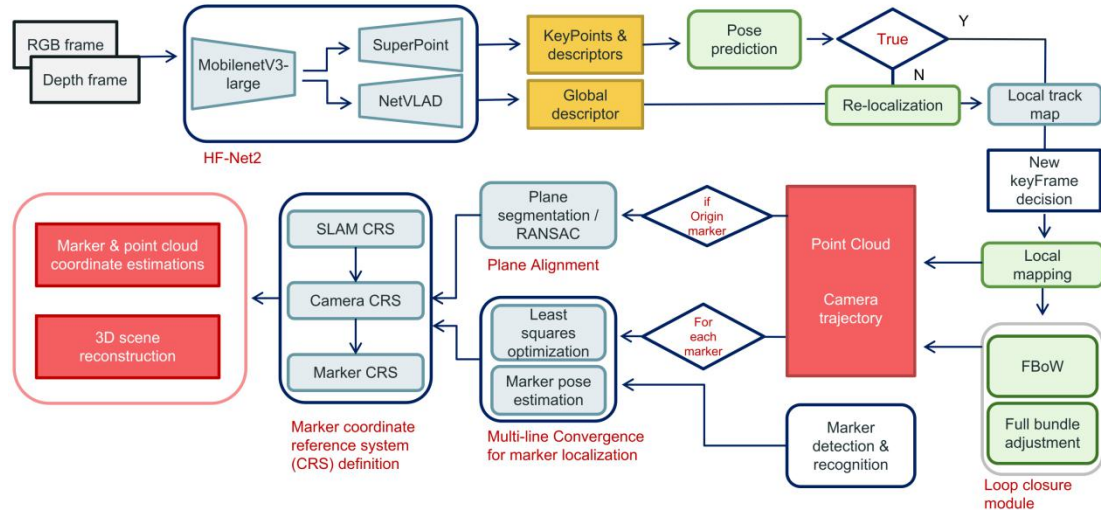 RGB frame
Depth frame
MobilenetV3-
large
SuperPoint
NetVLAD
HF-Net2
KeyPoints &
descriptors
Global
descriptor
Pose
prediction
True
Y
N
Re-localization
Local track
map
New
keyFrame
decision
Local
mapping
FBoW
Full bundle
adjustment
Loop closure
module
Point Cloud
Camera
trajectory
if
Origin
marker
For
each
marker
Marker
detection &
recognition
Plane
segmentation /
RANSAC
Plane Alignment
Least
squares
optimization
Marker pose
estimation
Multi-line Convergence
for marker localization
SLAM CRS
Camera CRS
Marker CRS
Marker coordinate
reference system
(CRS) definition
Marker & point cloud
coordinate estimations
3D scene
reconstruction